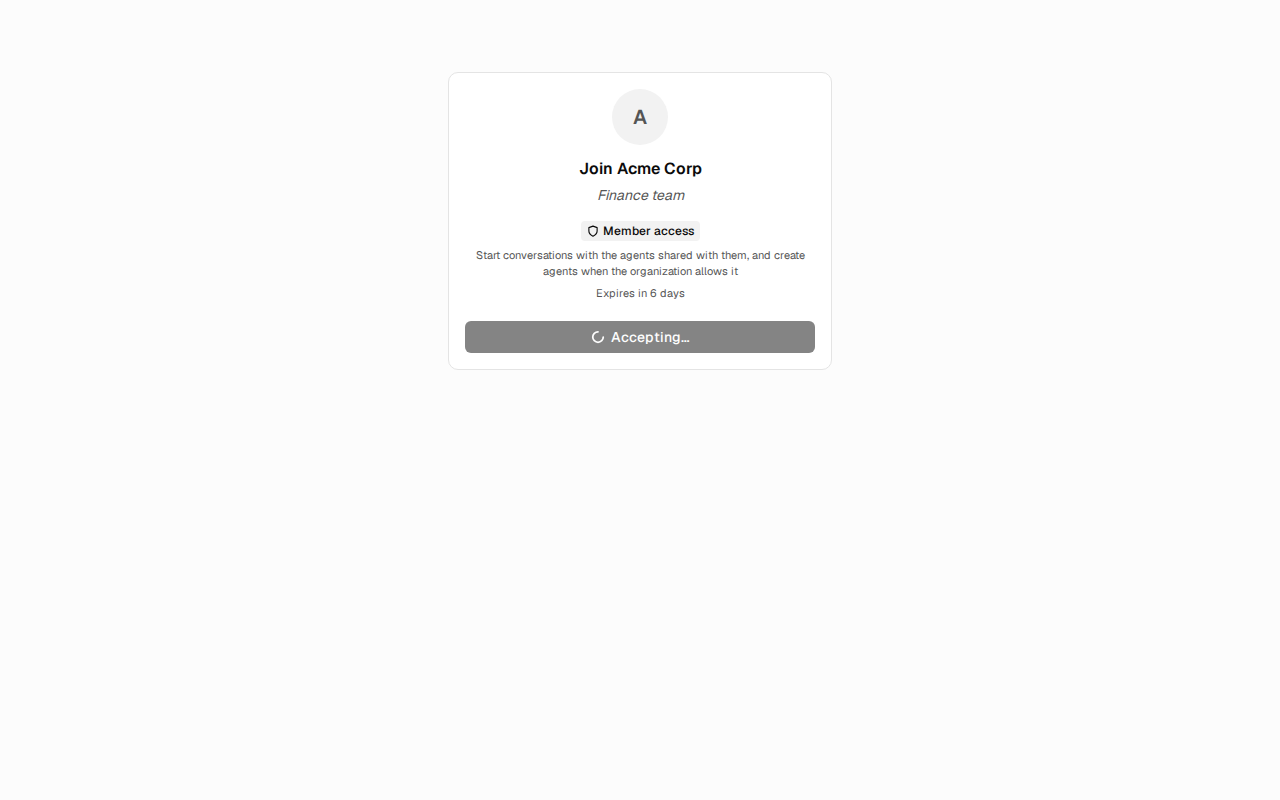 A
Join Acme Corp
Finance team
Member access
Start conversations with the agents shared with them, and create
agents when the organization allows it
Expires in 6 days
Accepting…